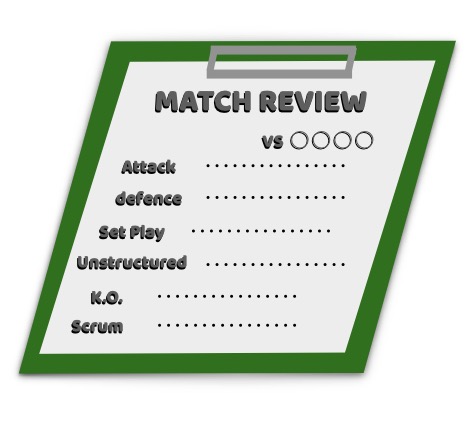 MATCH REVIEW
vs ○○○○
Attack ................
defence ................
Set Play ................
Unstructured ................
K.O. ................
Scrum ................